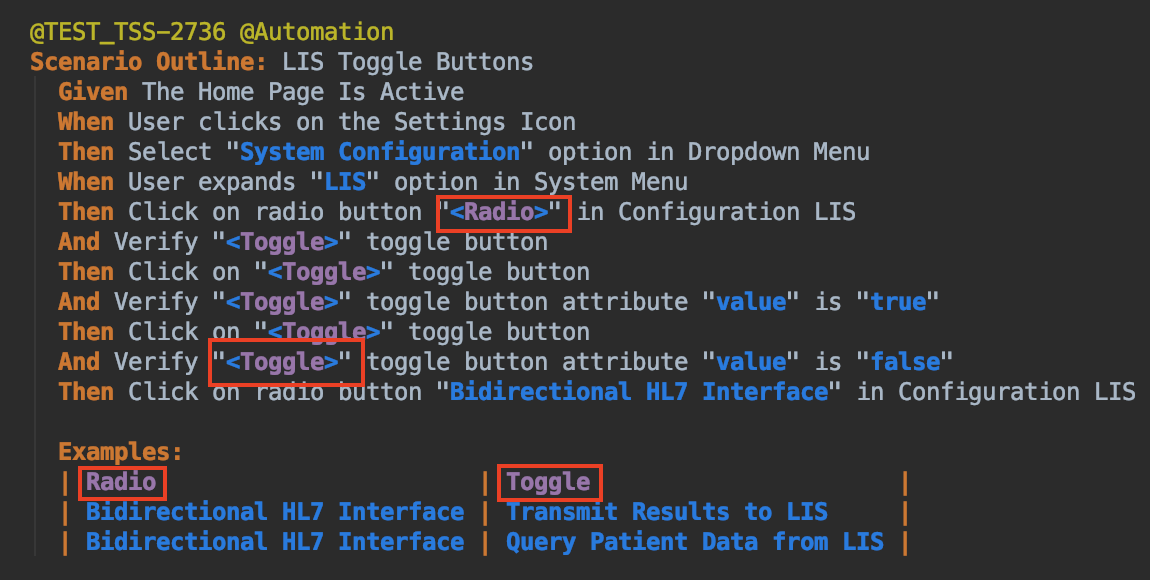 @TEST_TSS-2736 @Automation
Scenario Outline: LIS Toggle Buttons
Given The Home Page Is Active
When User clicks on the Settings Icon
Then Select "System Configuration" option in Dropdown Menu
When User expands "LIS" option in System Menu
Then Click on radio button "<Radio>" in Configuration LIS
And Verify "<Toggle>" toggle button
Then Click on "<Toggle>" toggle button
And Verify "<Toggle>" toggle button attribute "value" is "true"
Then Click on "<Toggle>" toggle button
And Verify "<Toggle>" toggle button attribute "value" is "false"
Then Click on radio button "Bidirectional HL7 Interface" in Configuration LIS
Examples:
| Radio | Toggle |
| Bidirectional HL7 Interface | Transmit Results to LIS |
| Bidirectional HL7 Interface | Query Patient Data from LIS |